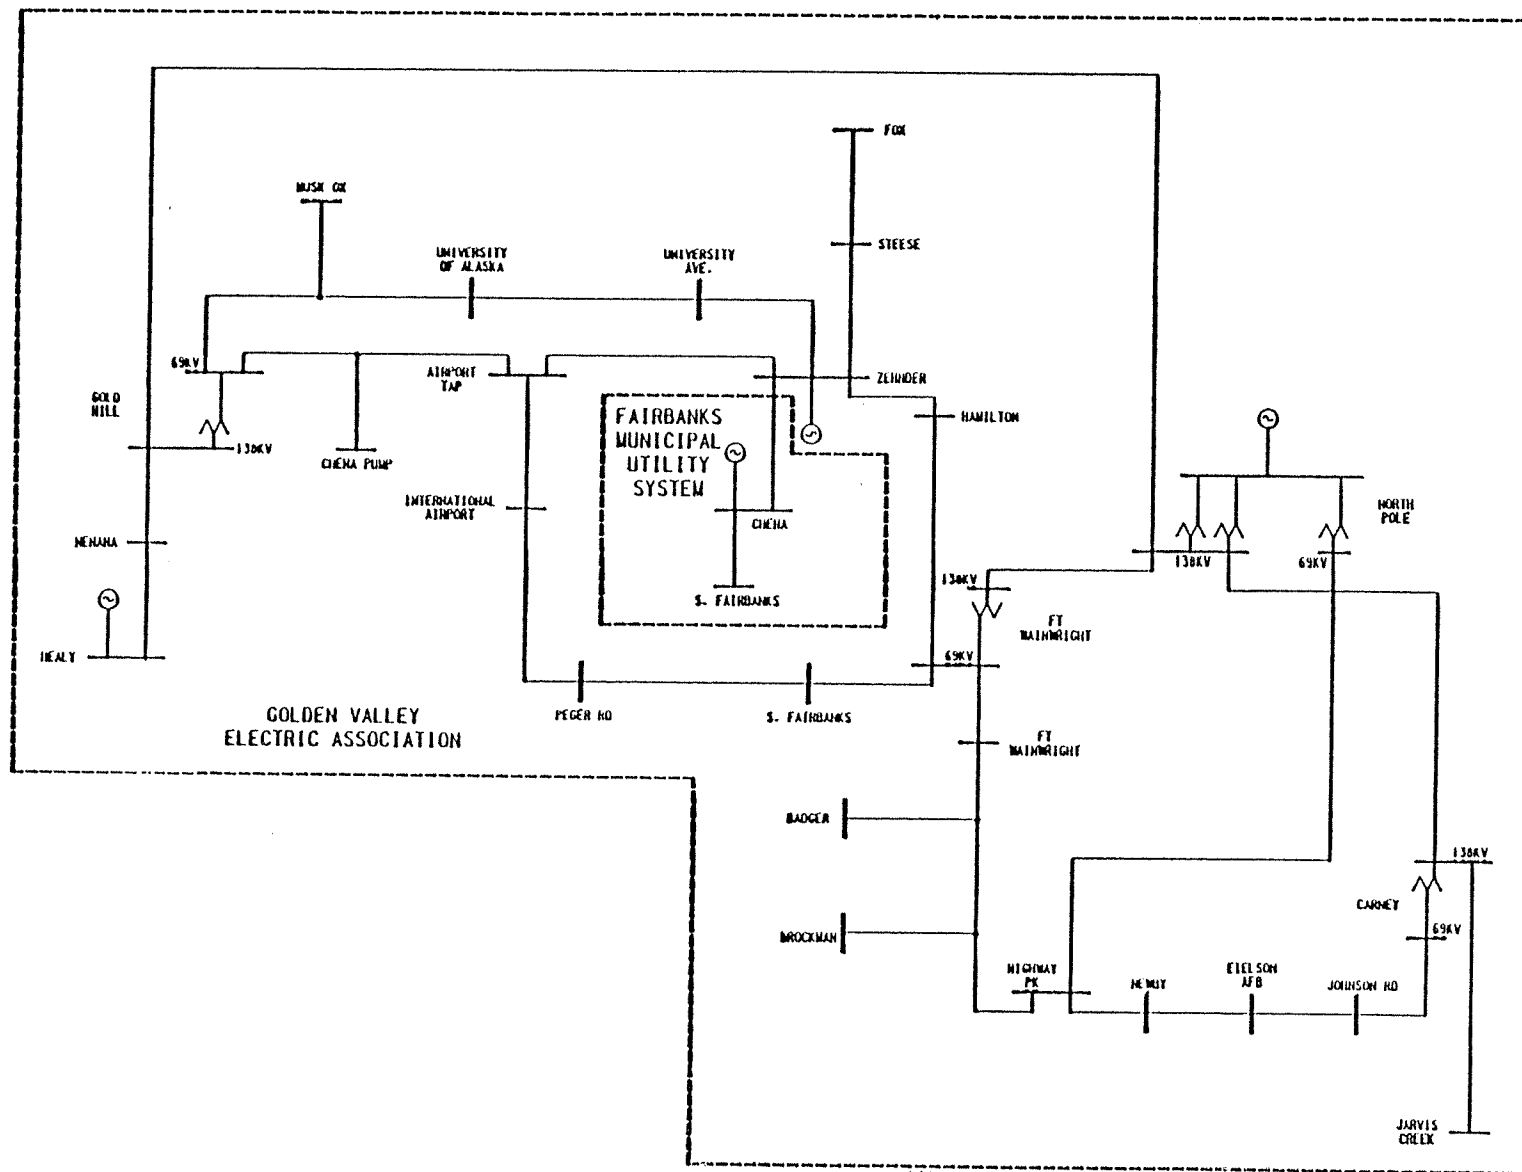 FOX
MUSK OX
STEESE
UNIVERSITY
OF ALASKA
UNIVERSITY
AVE.
69KV
AIRPORT
TAP
ZEHNDER
GOLD
HILL
138KV
CHENA PUMP
FAIRBANKS
MUNICIPAL
UTILITY
SYSTEM
HAMILTON
INTERNATIONAL
AIRPORT
CHENA
NORTH
POLE
NENANA
138KV
69KV
138KV
S. FAIRBANKS
FT
WAINWRIGHT
HEALY
69KV
PEGER RD
S. FAIRBANKS
GOLDEN VALLEY
ELECTRIC ASSOCIATION
FT
WAINWRIGHT
BADGER
138KV
CARNEY
69KV
BROCKMAN
HIGHWAY
PK
NEWBY
EIELSON
AFB
JOHNSON RD
JARVIS
CREEK